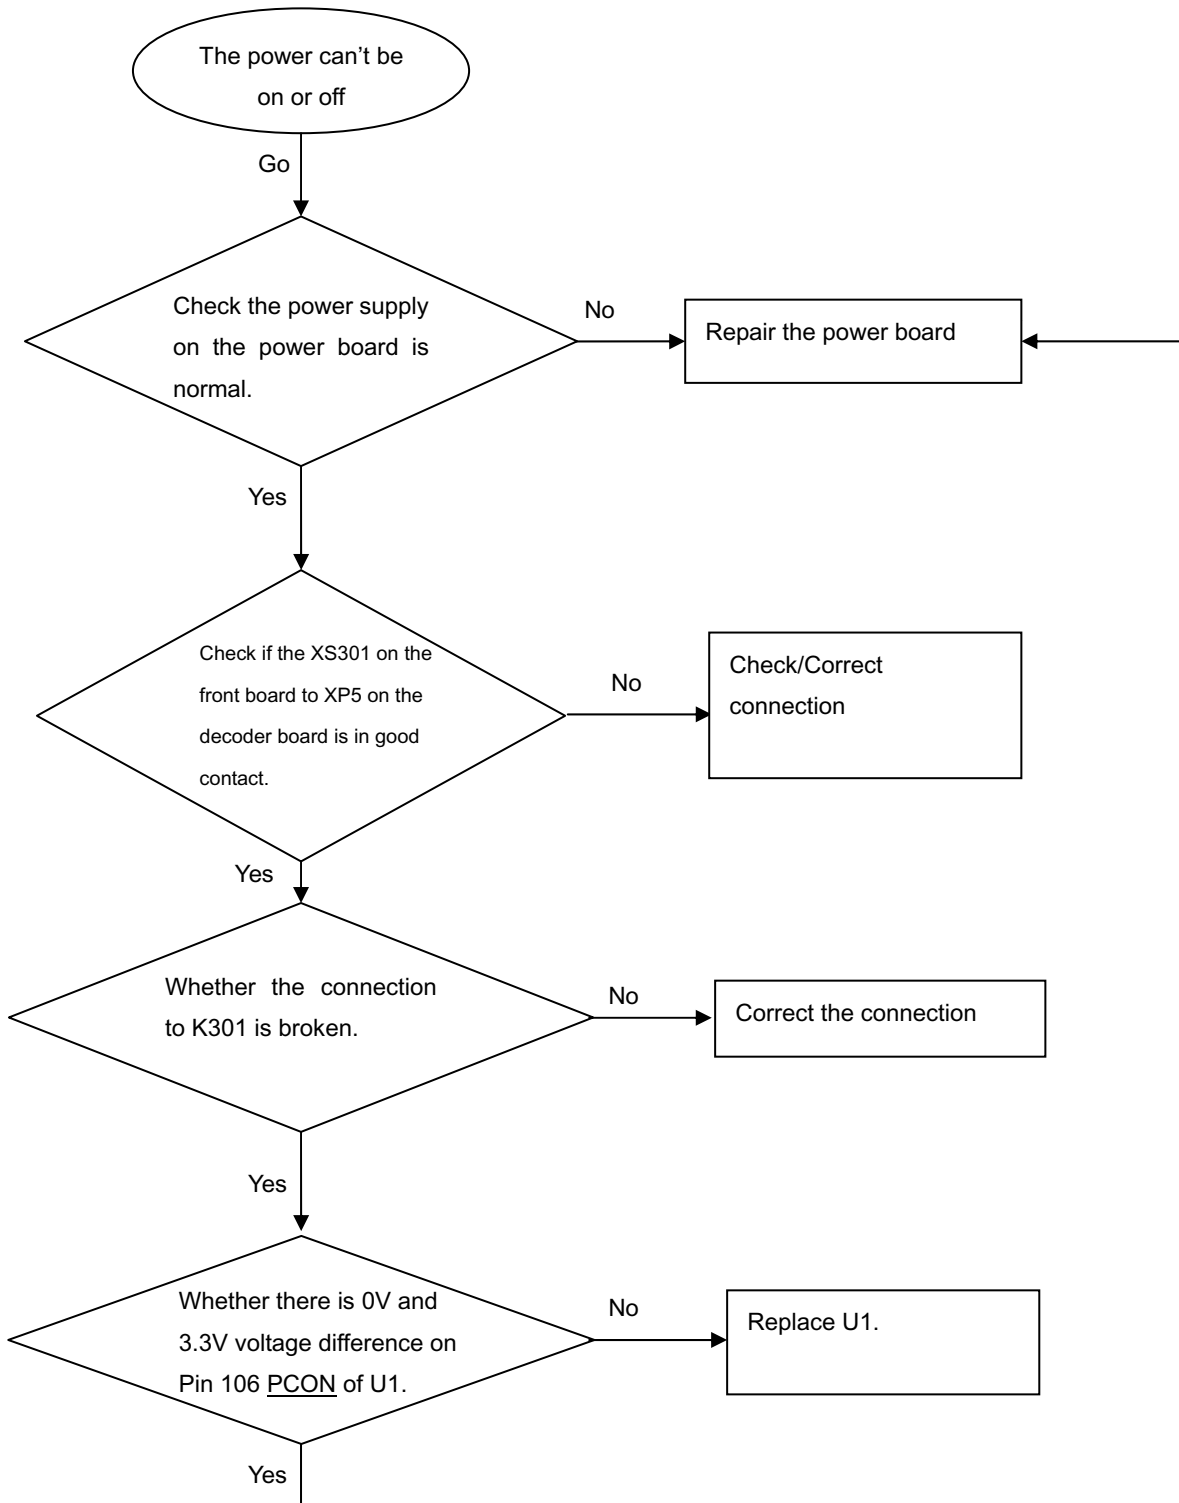 The power can’t be
on or off
Go
Check the power supply
on the power board is
normal.
No
Repair the power board
Yes
Check if the XS301 on the
front board to XP5 on the
decoder board is in good
contact.
No
Check/Correct
connection
Yes
Whether the connection
to K301 is broken.
No
Correct the connection
Yes
Whether there is 0V and
3.3V voltage difference on
Pin 106 PCON of U1.
No
Replace U1.
Yes